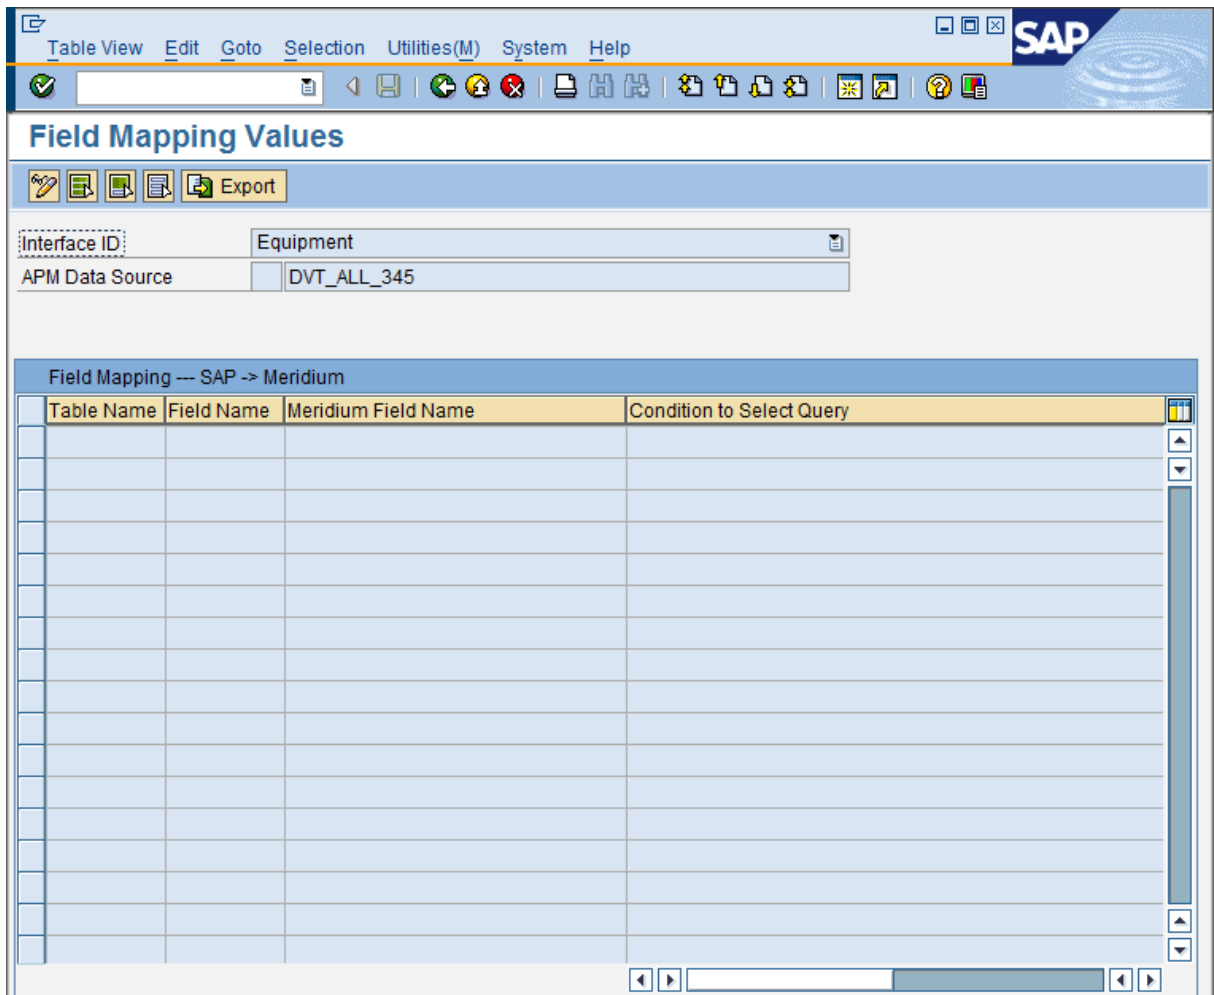 SAP
Table View Edit Goto Selection Utilities(M) System Help
Field Mapping Values
Export
Interface ID: Equipment
APM Data Source DVT_ALL_345
Field Mapping --- SAP -> Meridium
Table Name Field Name Meridium Field Name Condition to Select Query